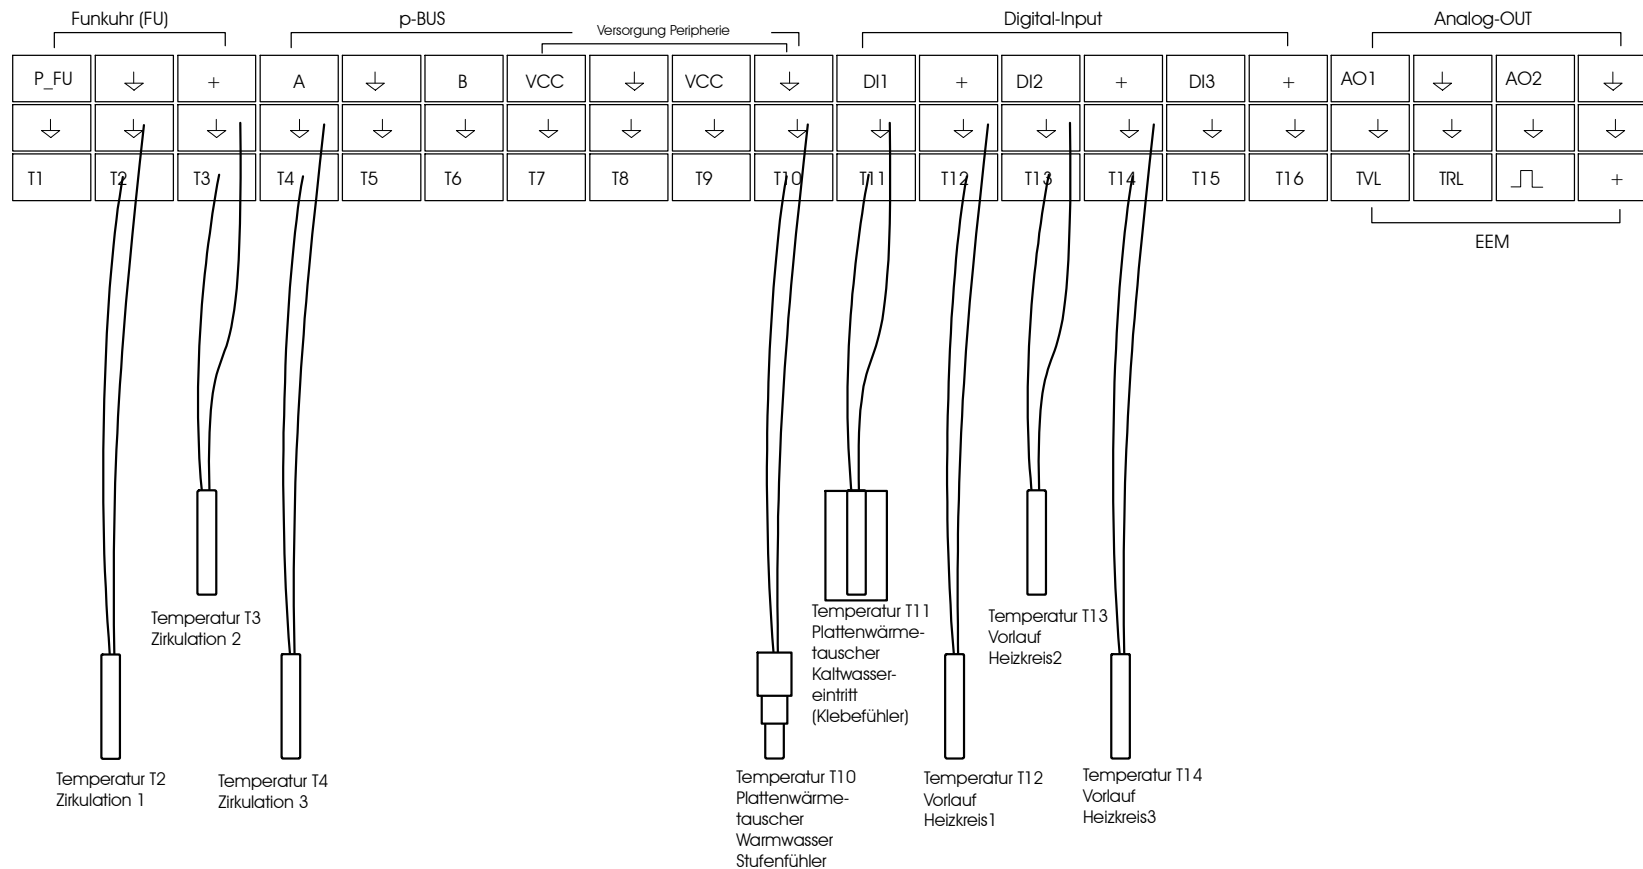 Funkuhr (FU)
p-BUS
Versorgung Peripherie
Digital-Input
Analog-OUT
P_FU + A B VCC VCC DI1 + DI2 + DI3 + AO1 AO2
T1 T2 T3 T4 T5 T6 T7 T8 T9 T10 T11 T12 T13 T14 T15 T16 TVL TRL +
EEM
Temperatur T3
Zirkulation 2
Temperatur T11
Plattenwärme-
tauscher
Kaltwasser-
eintritt
(Klebefühler)
Temperatur T13
Vorlauf
Heizkreis2
Temperatur T2
Zirkulation 1
Temperatur T4
Zirkulation 3
Temperatur T10
Plattenwärme-
tauscher
Warmwasser
Stufenfühler
Temperatur T12
Vorlauf
Heizkreis1
Temperatur T14
Vorlauf
Heizkreis3